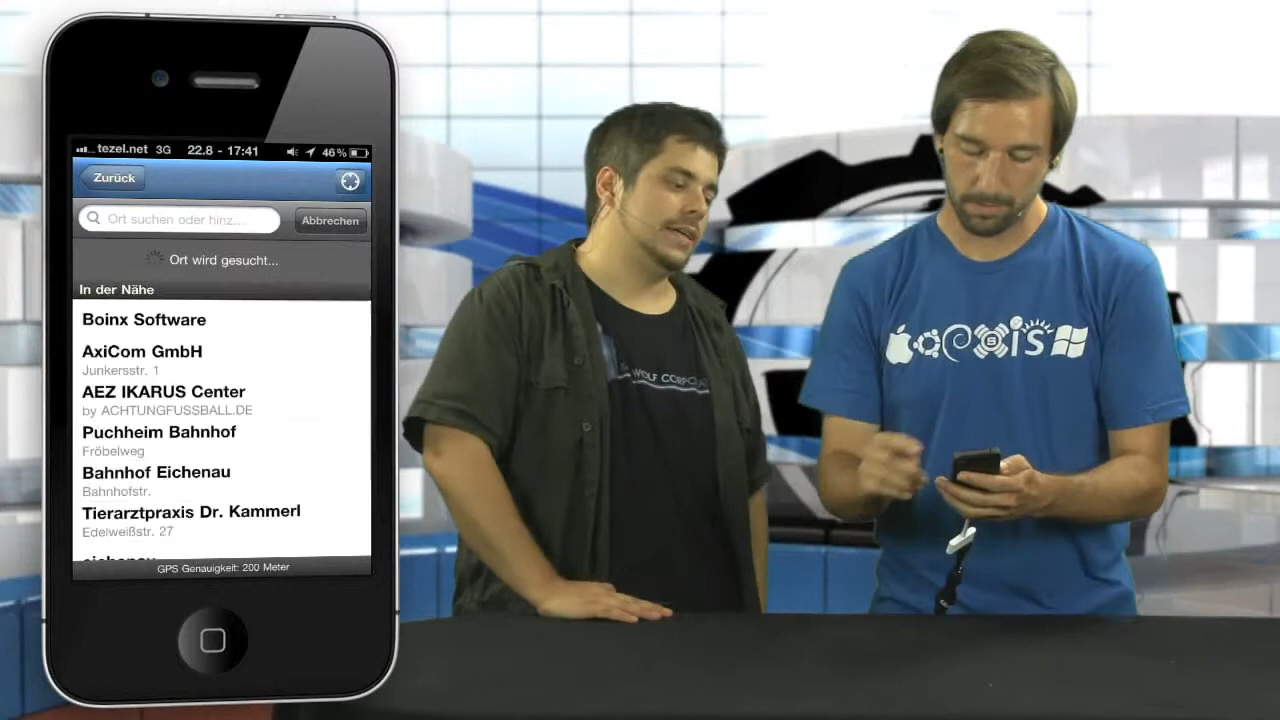 tezel.net 3G 22.8 - 17:41 46%
Zurück
Ort suchen oder hinz... Abbrechen
Ort wird gesucht...
In der Nähe
Boinx Software
AxiCom GmbH
Junkersstr. 1
AEZ IKARUS Center
by ACHTUNGFUSSBALL.DE
Puchheim Bahnhof
Fröbelweg
Bahnhof Eichenau
Bahnhofstr.
Tierarztpraxis Dr. Kammerl
Edelweißstr. 27
eichenau
GPS Genauigkeit: 200 Meter
WOLF